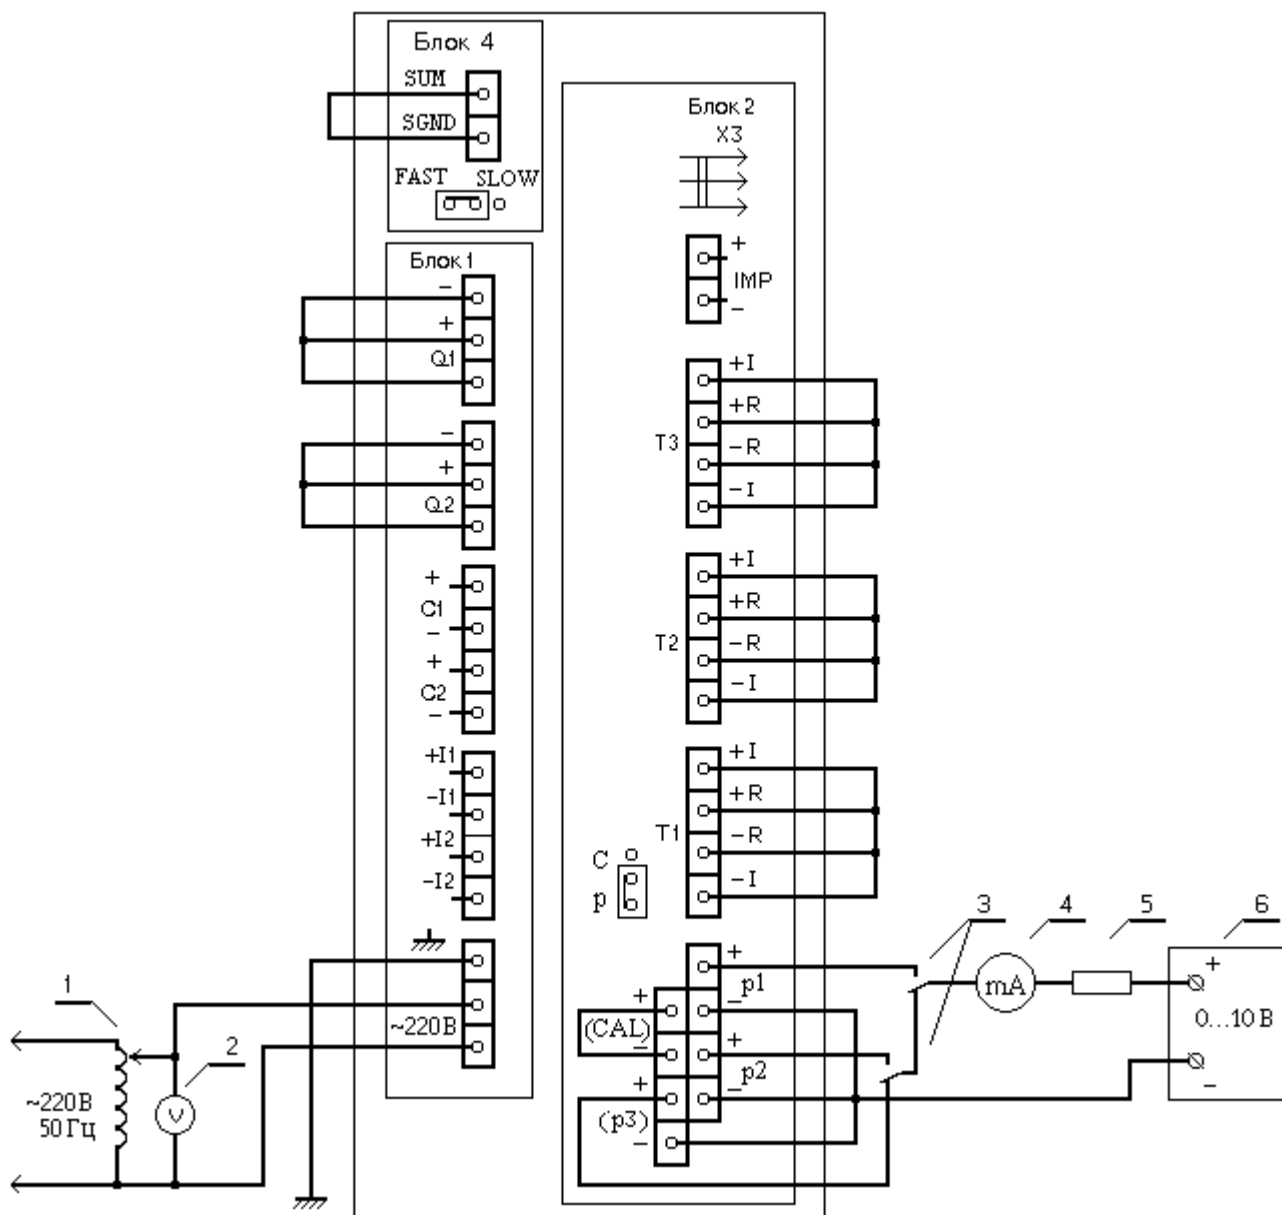 Блок 4
SUM
SGND
FAST SLOW
Блок 2
X3
+
IMP
-
Блок 1
-
+
Q1
-
+
Q2
+
C1
-
+
C2
-
+I1
-I1
+I2
-I2
~220В
+I
+R
T3
-R
-I
+I
+R
T2
-R
-I
+I
+R
T1
-R
-I
C
p
+
p1
-
+
(CAL)
-
+
p2
-
+
(p3)
-
1
2
~220В
50Гц
V
3
4
5
6
mA
+
0...10В
-